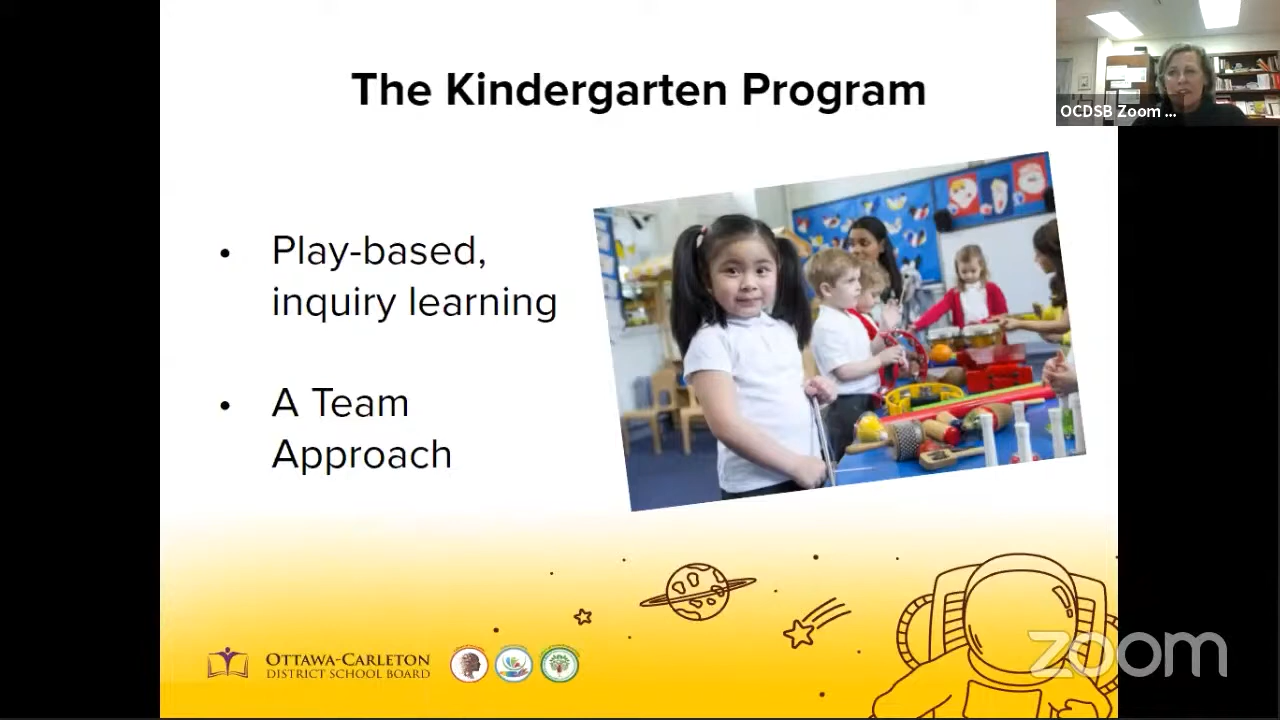 The Kindergarten Program
OCDSB Zoom ...
• Play-based,
inquiry learning
• A Team
Approach
OTTAWA-CARLETON
DISTRICT SCHOOL BOARD
zoom